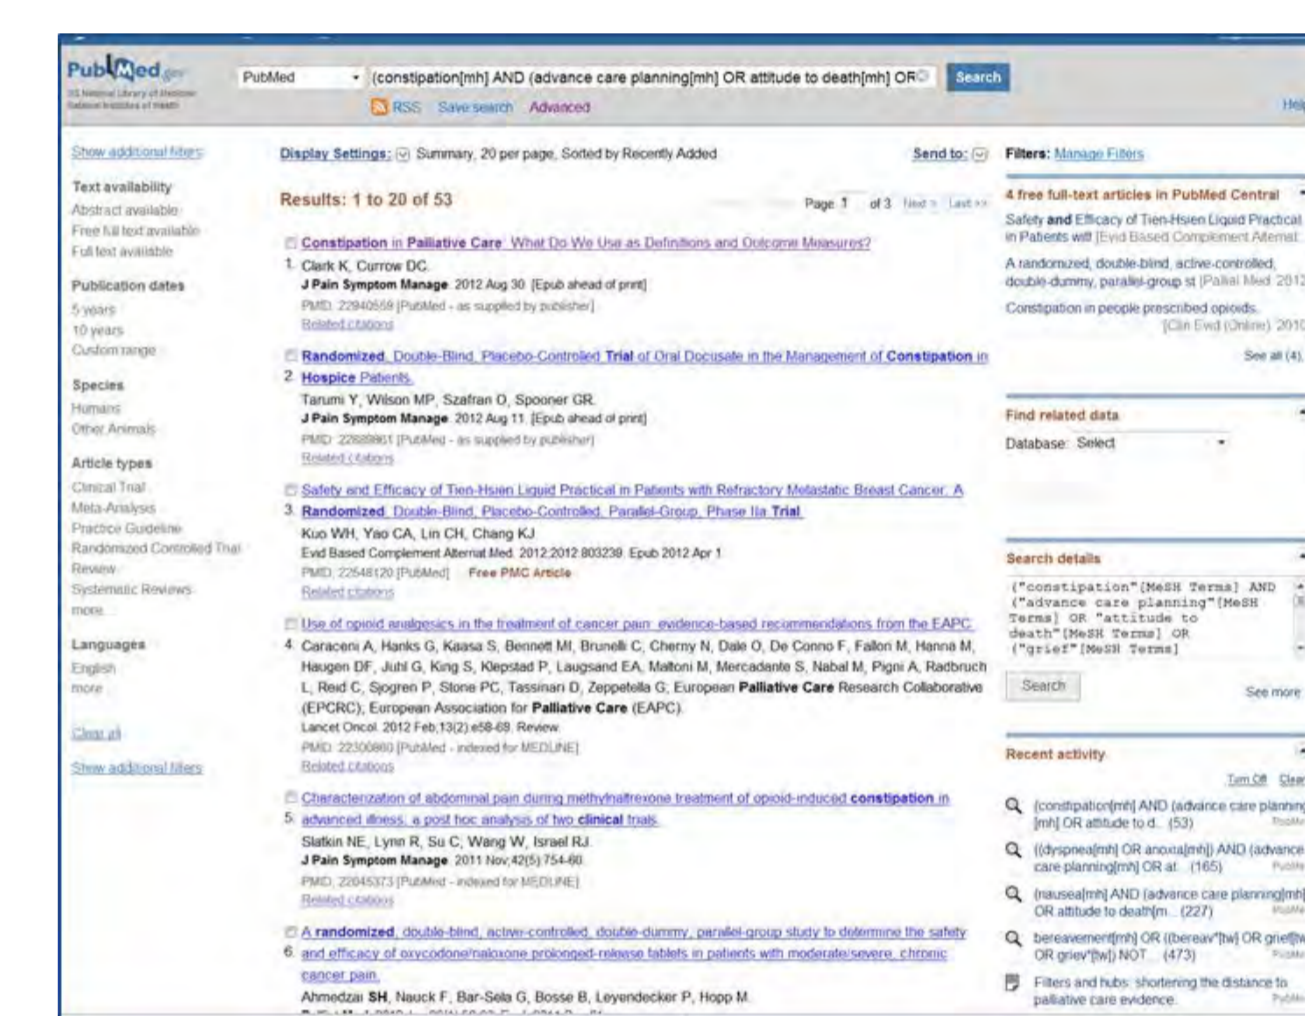 PubMed.gov
US National Library of Medicine
National Institutes of Health
PubMed
(constipation[mh] AND (advance care planning[mh] OR attitude to death[mh] OR
Search
RSS Save search Advanced
Help
Show additional filters
Text availability
Abstract available
Free full text available
Full text available
Publication dates
5 years
10 years
Custom range
Species
Humans
Other Animals
Article types
Clinical Trial
Meta-Analysis
Practice Guideline
Randomized Controlled Trial
Review
Systematic Reviews
more ...
Languages
English
more ...
Clear all
Show additional filters
Display Settings: Summary, 20 per page, Sorted by Recently Added
Send to:
Results: 1 to 20 of 53
Page 1 of 3 Next > Last >>
Constipation in Palliative Care: What Do We Use as Definitions and Outcome Measures?
1. Clark K, Currow DC.
J Pain Symptom Manage. 2012 Aug 30. [Epub ahead of print]
PMID: 22940559 [PubMed - as supplied by publisher]
Related citations
Randomized, Double-Blind, Placebo-Controlled Trial of Oral Docusate in the Management of Constipation in
2. Hospice Patients.
Tarumi Y, Wilson MP, Szafran O, Spooner GR.
J Pain Symptom Manage. 2012 Aug 11. [Epub ahead of print]
PMID: [PubMed - as supplied by publisher]
Related citations
Safety and Efficacy of Tien-Hsien Liquid Practical in Patients with Refractory Metastatic Breast Cancer: A
3. Randomized, Double-Blind, Placebo-Controlled, Parallel-Group, Phase IIa Trial.
Kuo WH, Yao CA, Lin CH, Chang KJ.
Evid Based Complement Alternat Med. 2012;2012:803239. Epub 2012 Apr 1.
PMID: 22548120 [PubMed] Free PMC Article
Related citations
Use of opioid analgesics in the treatment of cancer pain: evidence-based recommendations from the EAPC.
4. Caraceni A, Hanks G, Kaasa S, Bennett MI, Brunelli C, Cherny N, Dale O, De Conno F, Fallon M, Hanna M,
Haugen DF, Juhl G, King S, Klepstad P, Laugsand EA, Maltoni M, Mercadante S, Nabal M, Pigni A, Radbruch
L, Reid C, Sjogren P, Stone PC, Tassinari D, Zeppetella G; European Palliative Care Research Collaborative
(EPCRC); European Association for Palliative Care (EAPC).
Lancet Oncol. 2012 Feb;13(2):e58-68. Review.
PMID: 22300860 [PubMed - indexed for MEDLINE]
Related citations
Characterization of abdominal pain during methylnaltrexone treatment of opioid-induced constipation in
5. advanced illness: a post hoc analysis of two clinical trials.
Slatkin NE, Lynn R, Su C, Wang W, Israel RJ.
J Pain Symptom Manage. 2011 Nov;42(5):754-60.
PMID: 22045373 [PubMed - indexed for MEDLINE]
Related citations
A randomized, double-blind, active-controlled, double-dummy, parallel-group study to determine the safety
6. and efficacy of oxycodone/naloxone prolonged-release tablets in patients with moderate/severe, chronic
cancer pain.
Ahmedzai SH, Nauck F, Bar-Sela G, Bosse B, Leyendecker P, Hopp M.
Filters: Manage Filters
4 free full-text articles in PubMed Central
Safety and Efficacy of Tien-Hsien Liquid Practical
in Patients wit [Evid Based Complement Alternat
A randomized, double-blind, active-controlled,
double-dummy, parallel-group st [Palliat Med. 2012
Constipation in people prescribed opioids.
[Clin Evid (Online). 2010
See all (4)
Find related data
Database: Select
Search details
("constipation"[MeSH Terms] AND
("advance care planning"[MeSH
Terms] OR "attitude to
death"[MeSH Terms] OR
("grief"[MeSH Terms]
Search
See more
Recent activity
Turn Off Clear
(constipation[mh] AND (advance care planning
[mh] OR attitude to d... (53)
((dyspnea[mh] OR anoxia[mh]) AND (advance
care planning[mh] OR at... (165)
(nausea[mh] AND (advance care planning[mh]
OR attitude to death[m... (227)
bereavement[mh] OR ((bereav*[tw] OR grief[tw
OR griev*[tw]) NOT ... (473)
Filters and hubs: shortening the distance to
palliative care evidence.